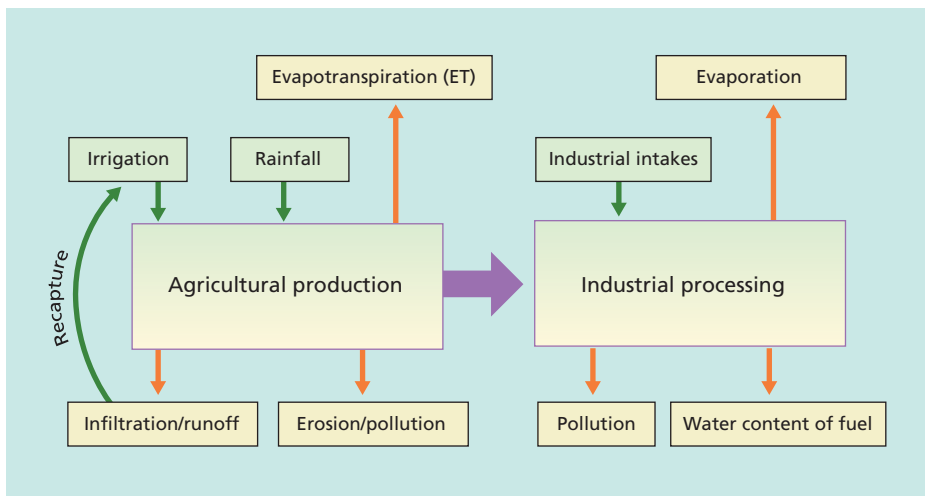 Evapotranspiration (ET)
Evaporation
Irrigation
Rainfall
Industrial intakes
Recapture
Agricultural production
Industrial processing
Infiltration/runoff
Erosion/pollution
Pollution
Water content of fuel